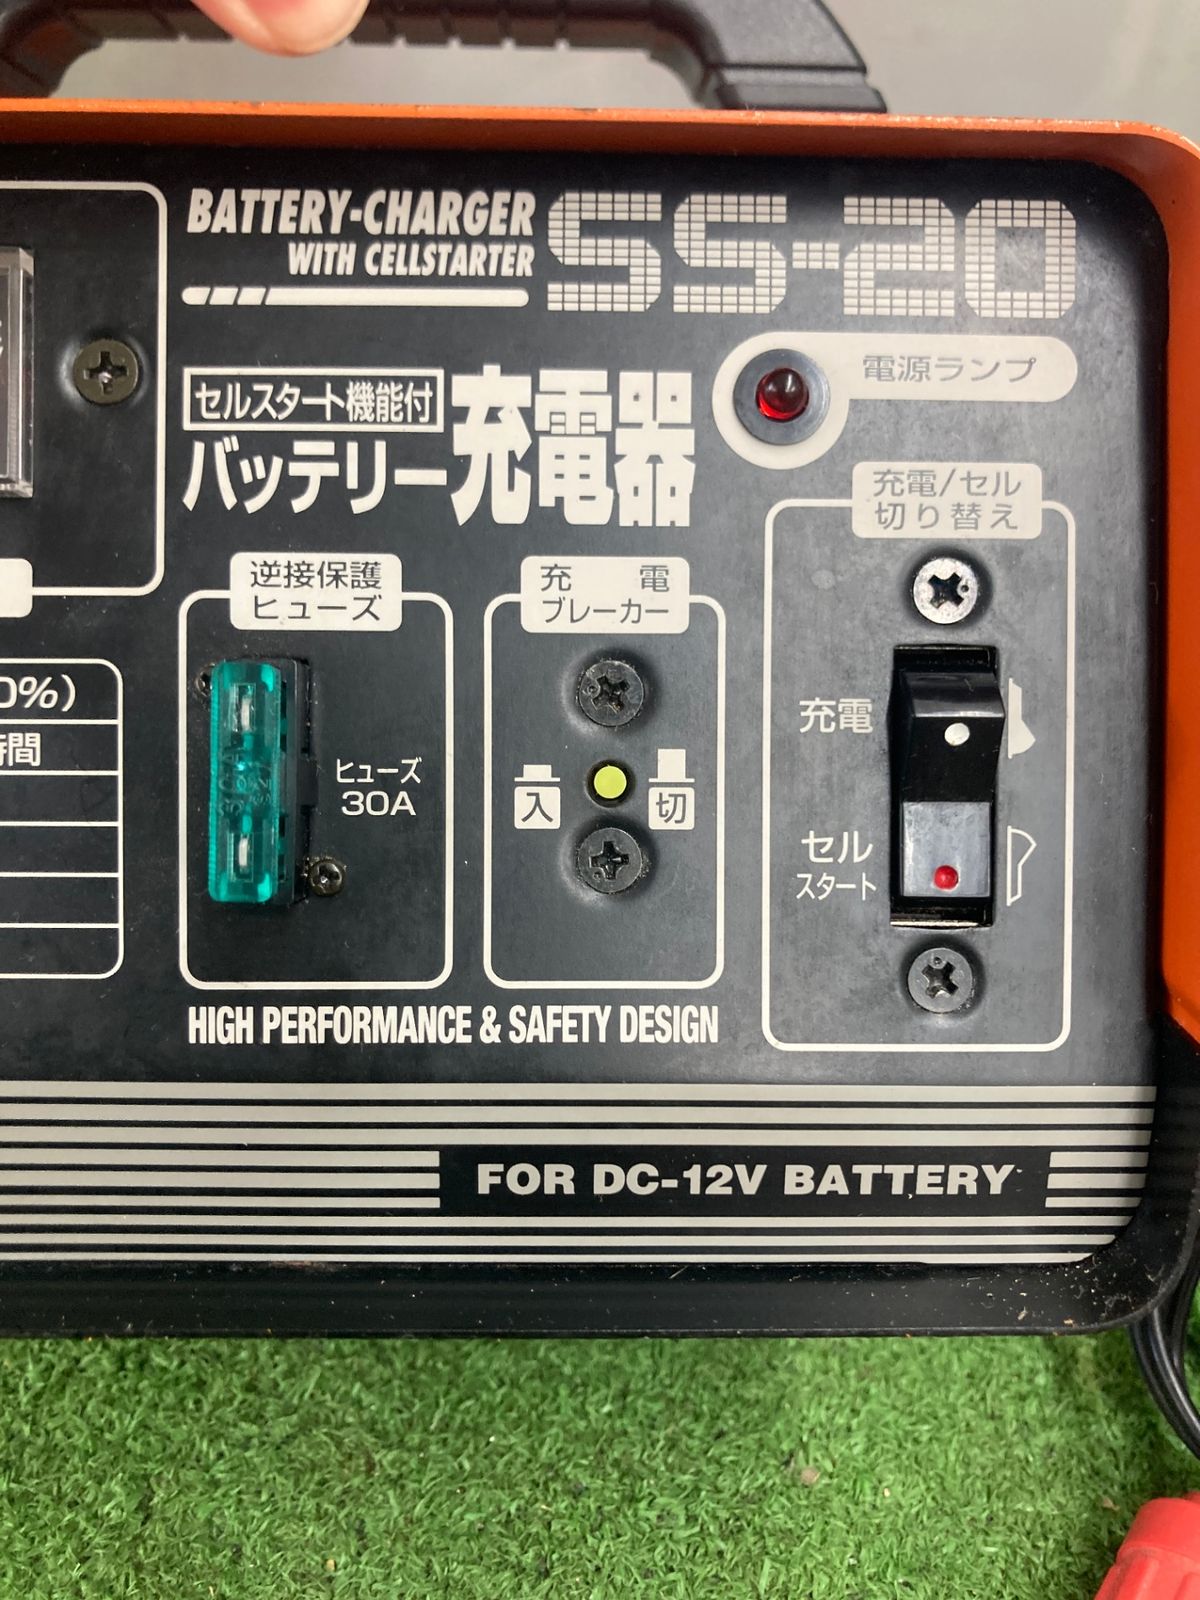 BATTERY-CHARGER
WITH CELLSTARTER
SS-20
セルスタート機能付
バッテリー充電器
電源ランプ
充電/セル
切り替え
逆接保護
ヒューズ
ヒューズ
30A
充 電
ブレーカー
入
切
充電
セル
スタート
0%)
時間
HIGH PERFORMANCE & SAFETY DESIGN
FOR DC-12V BATTERY